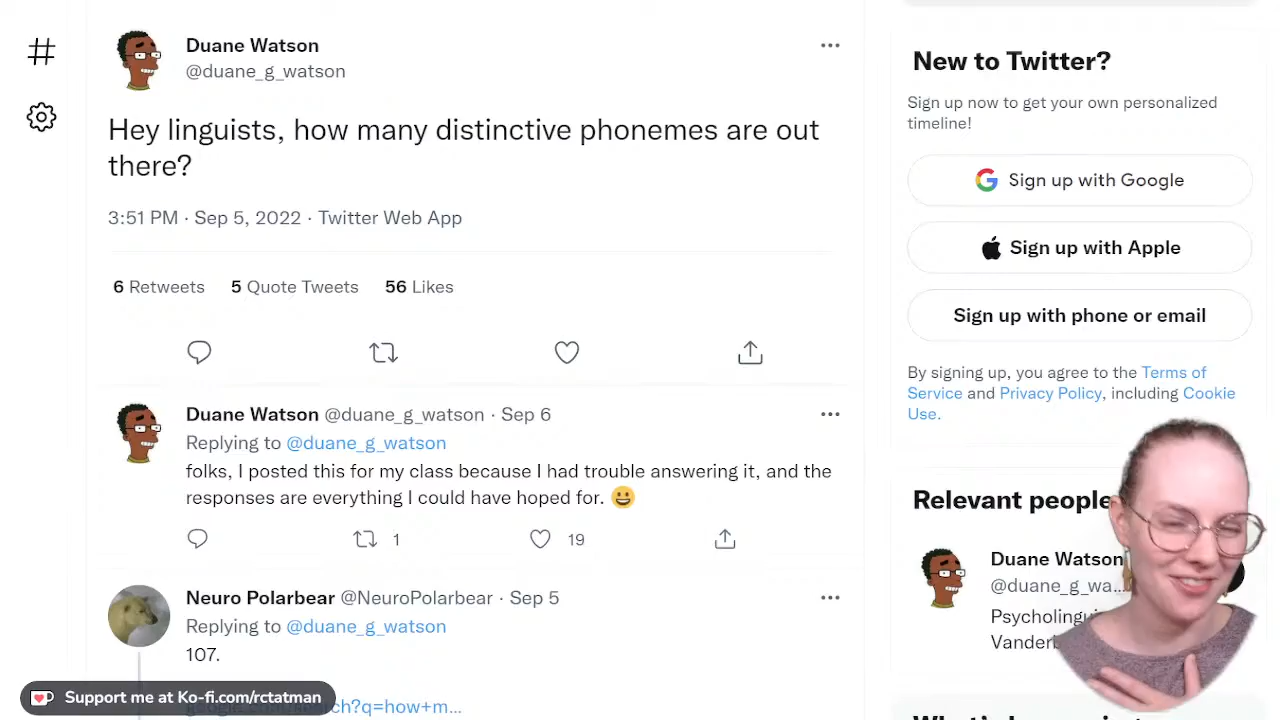 Duane Watson
@duane_g_watson
Hey linguists, how many distinctive phonemes are out
there?
3:51 PM · Sep 5, 2022 · Twitter Web App
6 Retweets 5 Quote Tweets 56 Likes
Duane Watson @duane_g_watson · Sep 6
Replying to @duane_g_watson
folks, I posted this for my class because I had trouble answering it, and the
responses are everything I could have hoped for. 😀
1 19
Neuro Polarbear @NeuroPolarbear · Sep 5
Replying to @duane_g_watson
107.
Support me at Ko-fi.com/rctatman
New to Twitter?
Sign up now to get your own personalized
timeline!
Sign up with Google
Sign up with Apple
Sign up with phone or email
By signing up, you agree to the Terms of
Service and Privacy Policy, including Cookie
Use.
Relevant people
Duane Watson
@duane_g_wa...